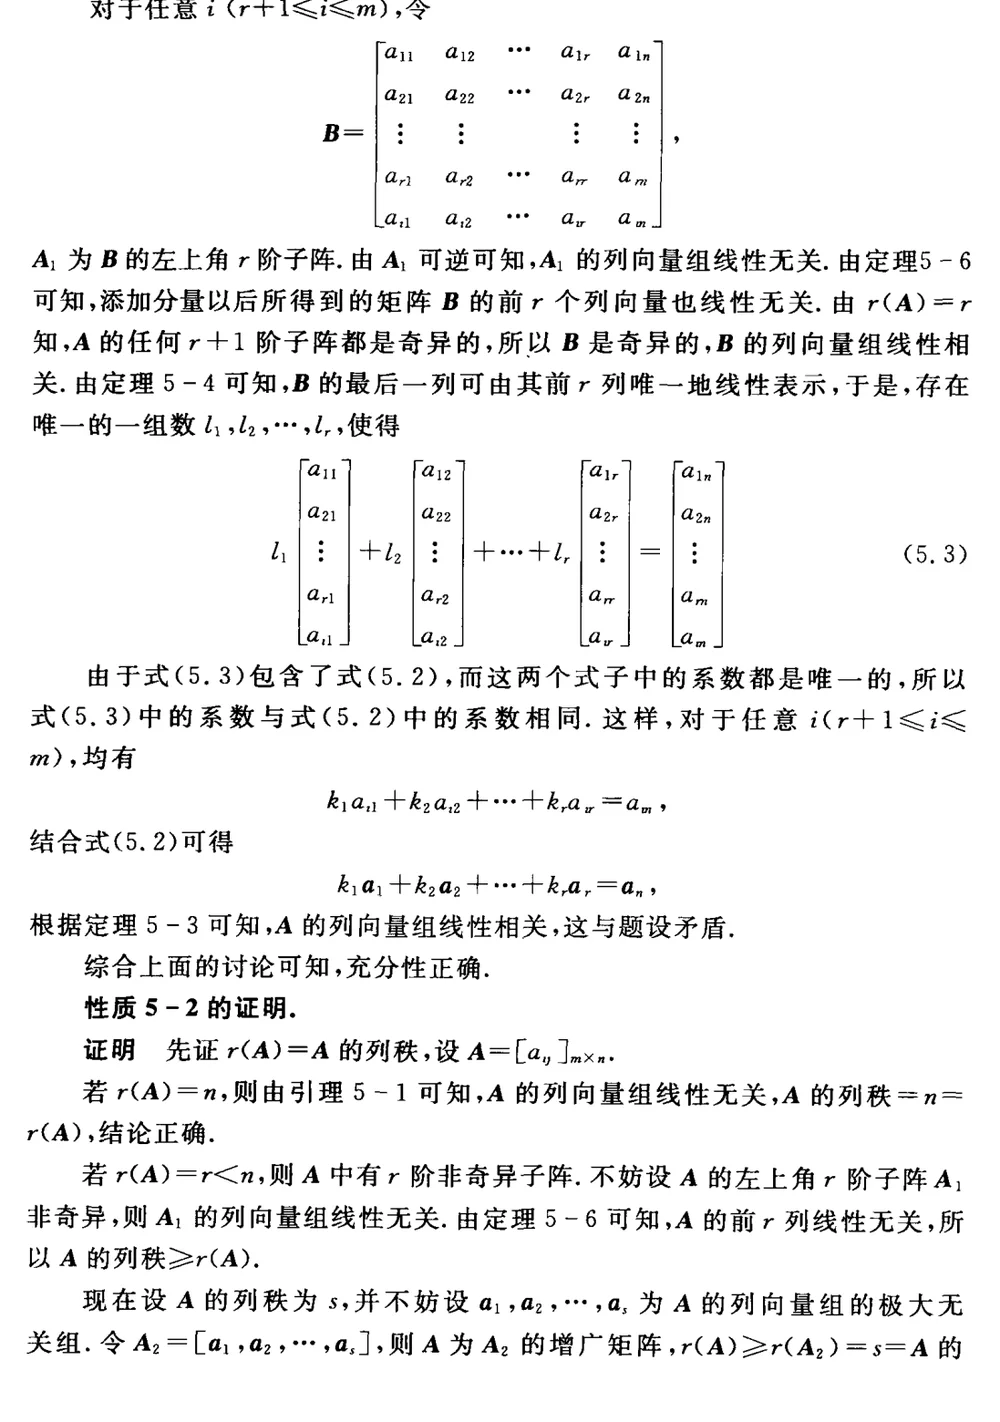 对于任意 i (r+1≤i≤m),令
B=
[a11 a12 ⋯ a1r a1n
a21 a22 ⋯ a2r a2n
⋮ ⋮ ⋮ ⋮
ar1 ar2 ⋯ arr arn
ai1 ai2 ⋯ air ain],
A1 为 B 的左上角 r 阶子阵. 由 A1 可逆可知,A1 的列向量组线性无关. 由定理5-6
可知,添加分量以后所得到的矩阵 B 的前 r 个列向量也线性无关. 由 r(A)=r
知,A 的任何 r+1 阶子阵都是奇异的,所以 B 是奇异的,B 的列向量组线性相
关. 由定理 5-4 可知,B 的最后一列可由其前 r 列唯一地线性表示,于是,存在
唯一的一组数 l1,l2,⋯,lr,使得
l1[a11 a21 ⋮ ar1 ai1]+l2[a12 a22 ⋮ ar2 ai2]+⋯+lr[a1r a2r ⋮ arr air]=[a1n a2n ⋮ arn ain] (5.3)
由于式(5.3)包含了式(5.2),而这两个式子中的系数都是唯一的,所以
式(5.3)中的系数与式(5.2)中的系数相同. 这样,对于任意 i(r+1≤i≤
m),均有
k1ai1+k2ai2+⋯+krair=ain,
结合式(5.2)可得
k1a1+k2a2+⋯+krar=an,
根据定理 5-3 可知,A 的列向量组线性相关,这与题设矛盾.
综合上面的讨论可知,充分性正确.
性质 5-2 的证明.
证明 先证 r(A)=A 的列秩,设 A=[aij]m×n.
若 r(A)=n,则由引理 5-1 可知,A 的列向量组线性无关,A 的列秩=n=
r(A),结论正确.
若 r(A)=r<n,则 A 中有 r 阶非奇异子阵. 不妨设 A 的左上角 r 阶子阵 A1
非奇异,则 A1 的列向量组线性无关. 由定理 5-6 可知,A 的前 r 列线性无关,所
以 A 的列秩≥r(A).
现在设 A 的列秩为 s,并不妨设 a1,a2,⋯,as 为 A 的列向量组的极大无
关组. 令 A2=[a1,a2,⋯,as],则 A 为 A2 的增广矩阵,r(A)≥r(A2)=s=A 的